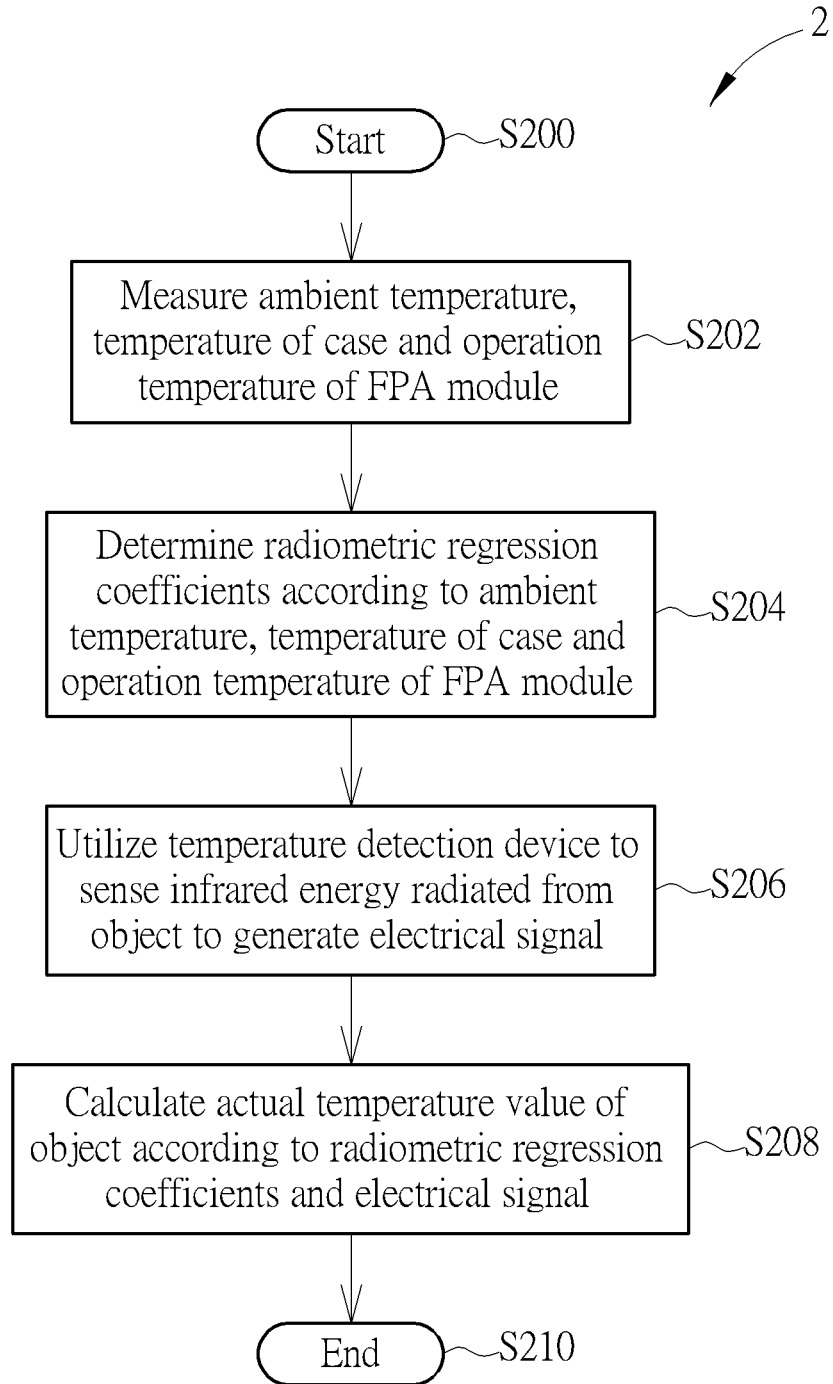 2
Start
S200
Measure ambient temperature,
temperature of case and operation
temperature of FPA module
S202
Determine radiometric regression
coefficients according to ambient
temperature, temperature of case and
operation temperature of FPA module
S204
Utilize temperature detection device to
sense infrared energy radiated from
object to generate electrical signal
S206
Calculate actual temperature value of
object according to radiometric regression
coefficients and electrical signal
S208
End
S210